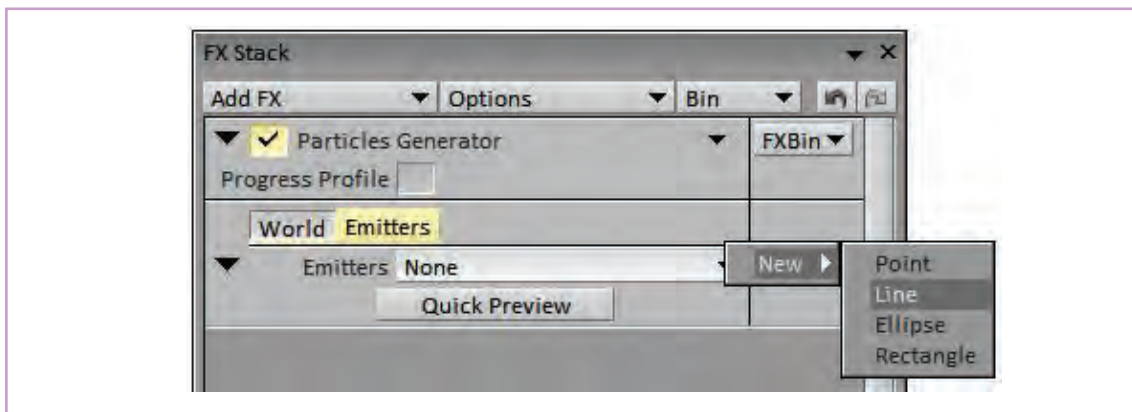 FX Stack
Add FX Options Bin
Particles Generator FXBin
Progress Profile
World Emitters
Emitters None
New
Point
Line
Ellipse
Rectangle
Quick Preview